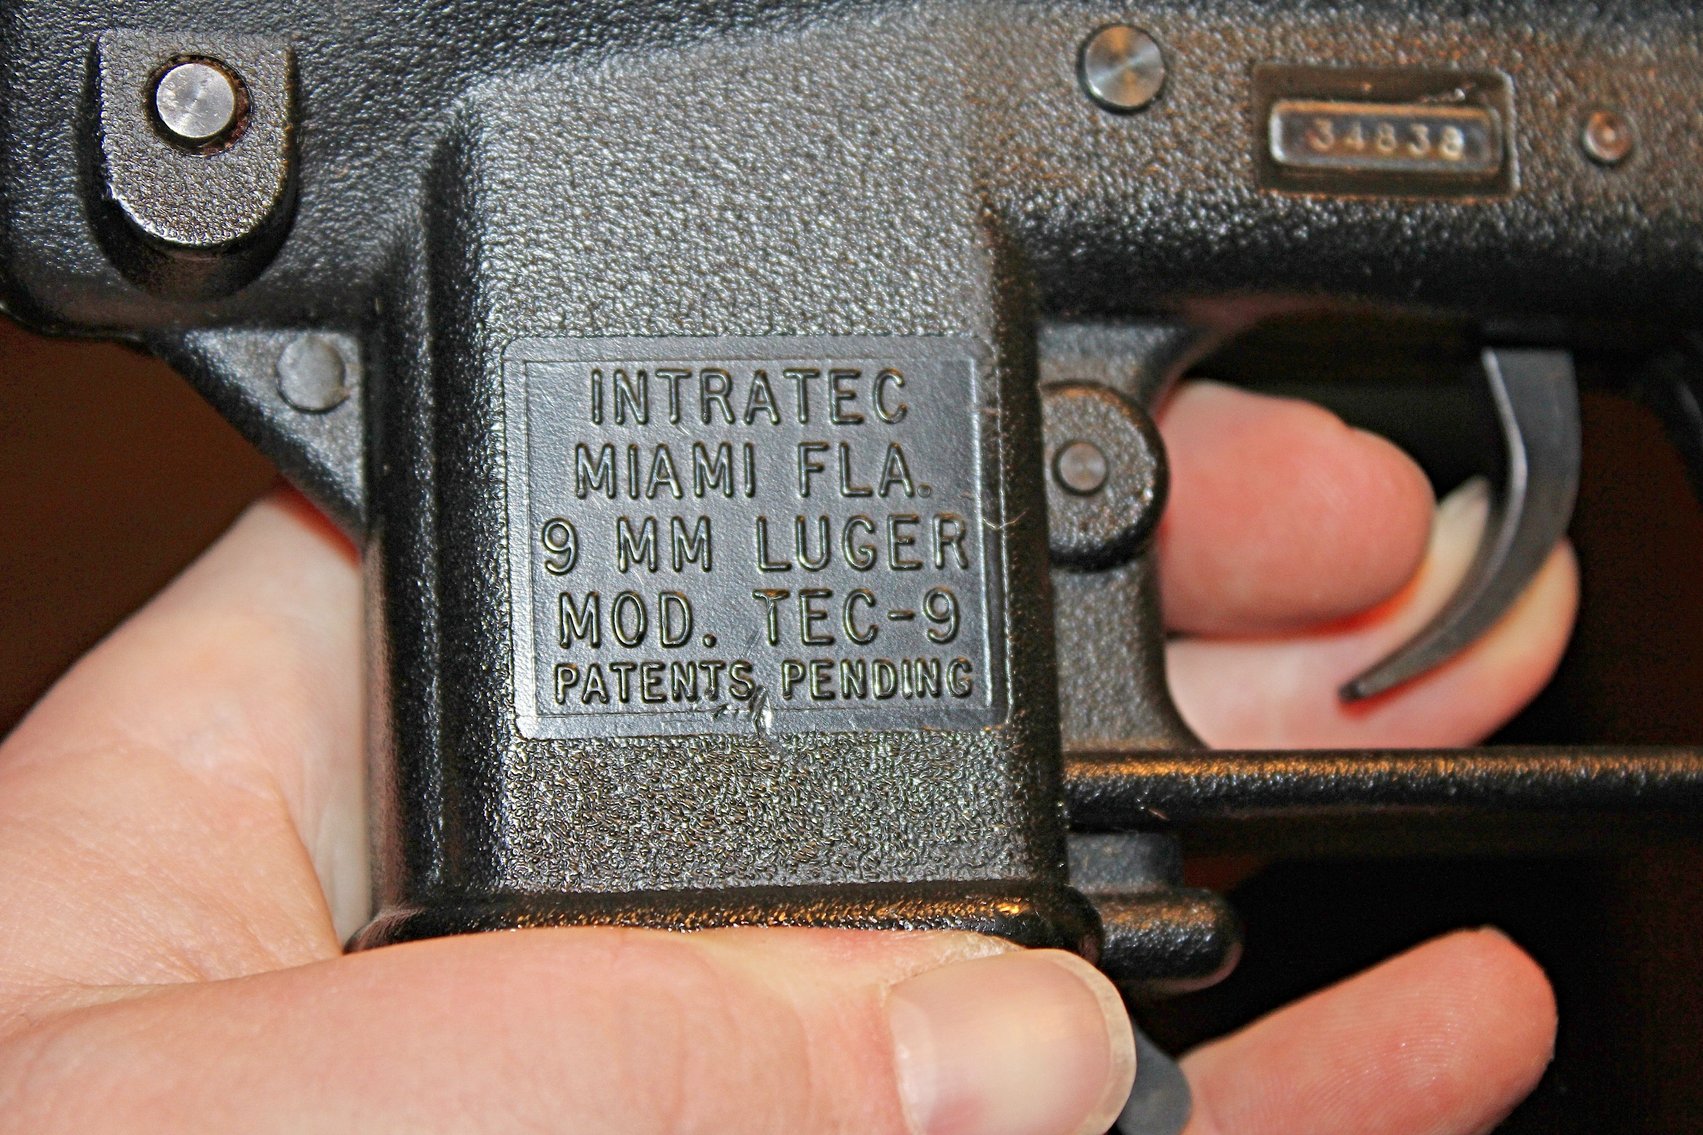 34838
INTRATEC
MIAMI FLA.
9 MM LUGER
MOD. TEC-9
PATENTS PENDING